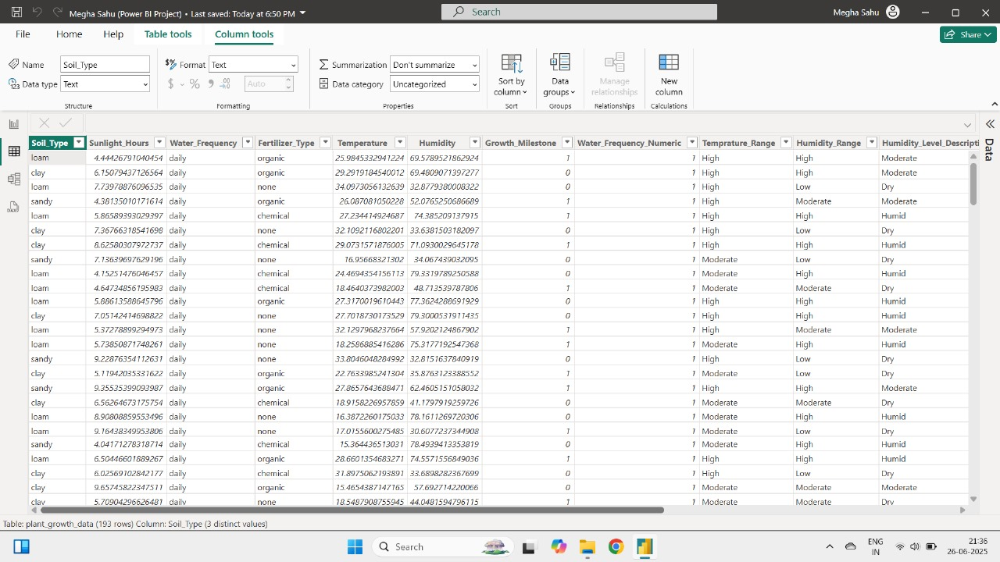 Megha Sahu (Power BI Project) • Last saved: Today at 6:50 PM
Search
Megha Sahu
File Home Help Table tools Column tools
Share
Name Soil_Type
Format Text
Summarization Don't summarize
Data type Text
$ % 9 .00 Auto
Data category Uncategorized
Sort by column
Data groups
Manage relationships
New column
Structure Formatting Properties Sort Groups Relationships Calculations
Data
Soil_Type Sunlight_Hours Water_Frequency Fertilizer_Type Temperature Humidity Growth_Milestone Water_Frequency_Numeric Temprature_Range Humidity_Range Humidity_Level_Descripti
loam 4.44426791040454 daily organic 25.9845332941224 69.5789521862924 1 1 High High Moderate
clay 6.15079437126564 daily organic 29.2919184540012 69.4809071397277 0 1 High High Moderate
loam 7.73978876096535 daily none 34.0973056132639 32.8779380008322 0 1 High Low Dry
sandy 4.38135010171614 daily organic 26.087081050228 52.0765250686689 1 1 High Moderate Moderate
loam 5.86589393029397 daily chemical 27.234414924687 74.385209137915 1 1 High High Humid
clay 7.36766318541698 daily none 32.1092116802201 33.6381503182097 0 1 High Low Dry
clay 8.62580307972737 daily chemical 29.0731571876005 71.0930029645178 1 1 High High Humid
sandy 7.13639697629196 daily none 16.95668321302 34.067439032095 0 1 Moderate Low Dry
loam 4.15251476046457 daily chemical 24.4694354156113 79.3319789250588 0 1 Moderate High Humid
loam 4.64734856195983 daily chemical 18.4640373982003 48.713539787806 1 1 Moderate Moderate Dry
loam 5.88613588645796 daily organic 27.3170019610443 77.3624288691929 0 1 High High Humid
clay 7.05142414698822 daily none 27.7018730173529 79.3000531911435 0 1 High High Humid
loam 5.37278899294973 daily none 32.1297968237664 57.9202124867902 1 1 High Moderate Moderate
loam 5.73850871748261 daily none 18.2586885416286 75.3177192547368 1 1 Moderate High Humid
sandy 9.22876354112631 daily none 33.8046048284992 32.8151637840919 0 1 High Low Dry
clay 5.11942035331622 daily organic 22.7633985241304 35.8763123388552 1 1 Moderate Low Dry
sandy 9.35535399093987 daily organic 27.8657643688471 62.4605151058032 1 1 High High Moderate
clay 6.56264673175754 daily chemical 18.9158226957859 41.1797919259726 0 1 Moderate Moderate Dry
loam 8.90808859553496 daily none 16.3872260175033 78.1611269720306 0 1 Moderate High Humid
loam 9.16438349953806 daily none 17.0155600275485 30.6077237344908 1 1 Moderate Low Dry
sandy 4.04171278318714 daily chemical 15.364436513031 78.4939413353819 0 1 Moderate High Humid
loam 6.50446601889267 daily organic 28.6601354683271 74.5571556849036 1 1 High High Humid
clay 6.02569102842177 daily chemical 31.8975062193891 33.6898282367699 0 1 High Low Dry
clay 9.65745822347511 daily organic 15.4654387147165 57.692714220066 0 1 Moderate Moderate Moderate
clay 5.70904296626481 daily none 18.5487908755945 44.0481594796115 1 1 Moderate Moderate Dry
Table: plant_growth_data (193 rows) Column: Soil_Type (3 distinct values)
Search
ENG
IN
21:36
26-06-2025